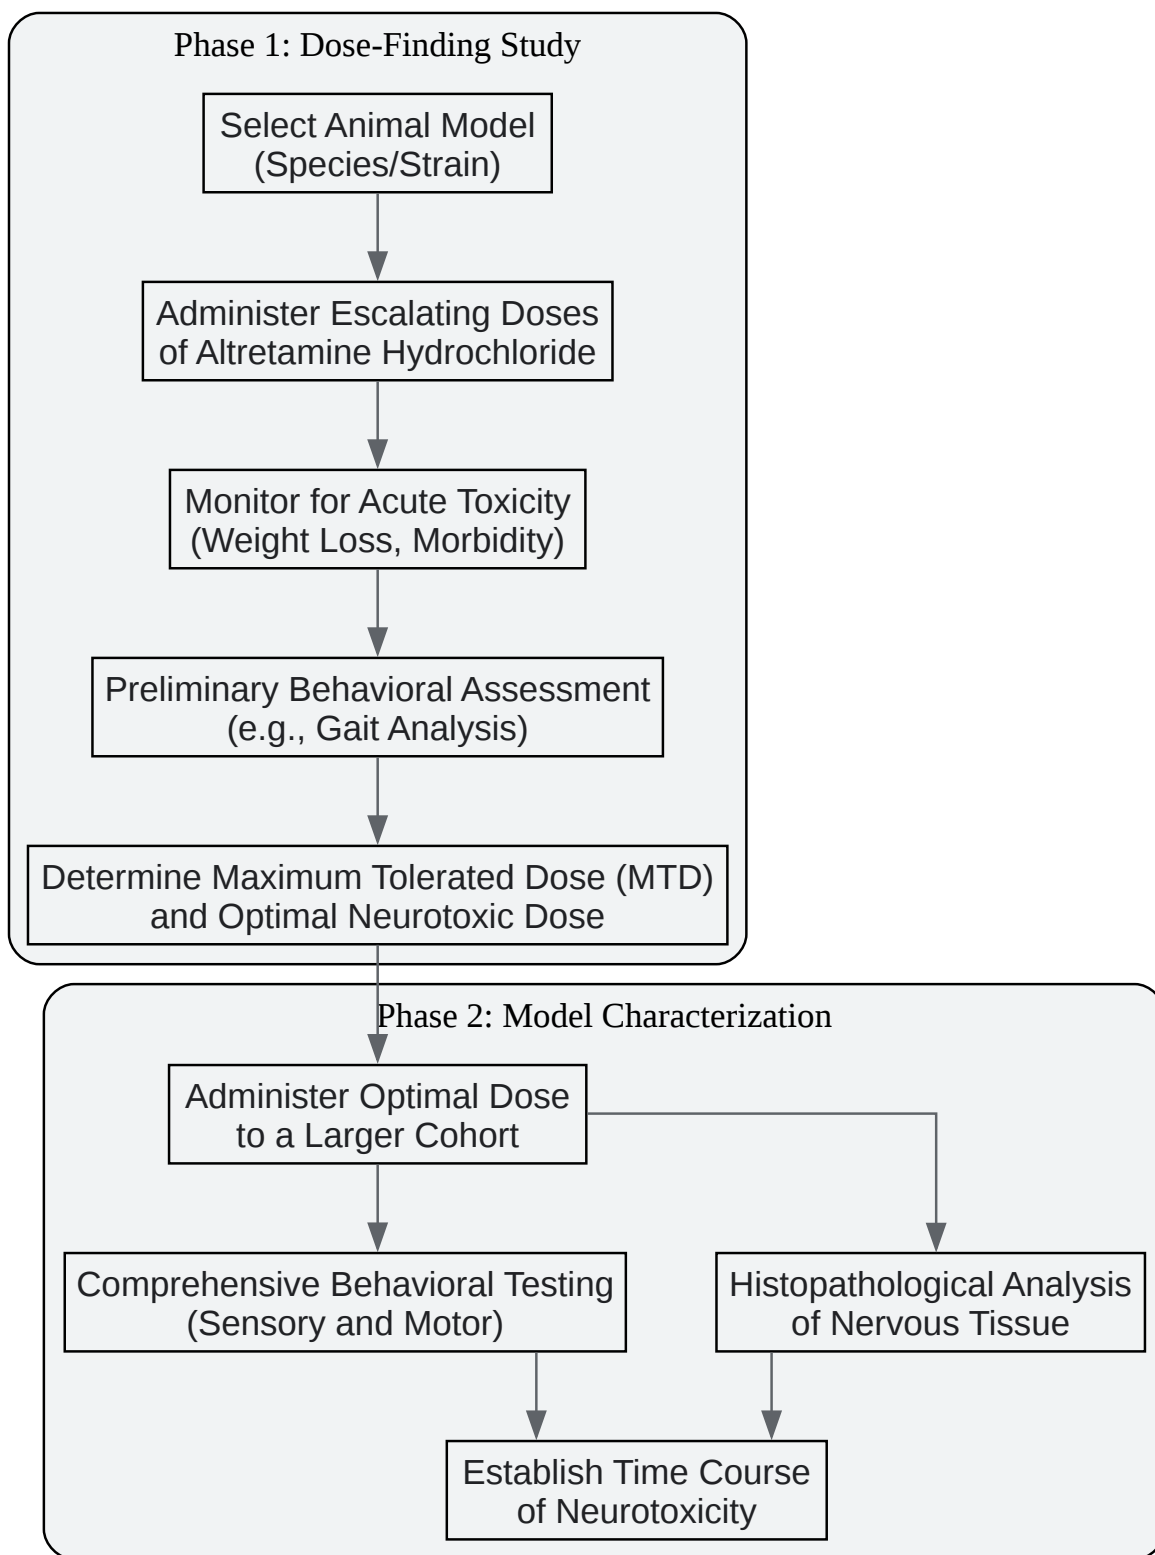 Phase 1: Dose-Finding Study
Select Animal Model
(Species/Strain)
Administer Escalating Doses
of Altretamine Hydrochloride
Monitor for Acute Toxicity
(Weight Loss, Morbidity)
Preliminary Behavioral Assessment
(e.g., Gait Analysis)
Determine Maximum Tolerated Dose (MTD)
and Optimal Neurotoxic Dose
Phase 2: Model Characterization
Administer Optimal Dose
to a Larger Cohort
Comprehensive Behavioral Testing
(Sensory and Motor)
Histopathological Analysis
of Nervous Tissue
Establish Time Course
of Neurotoxicity